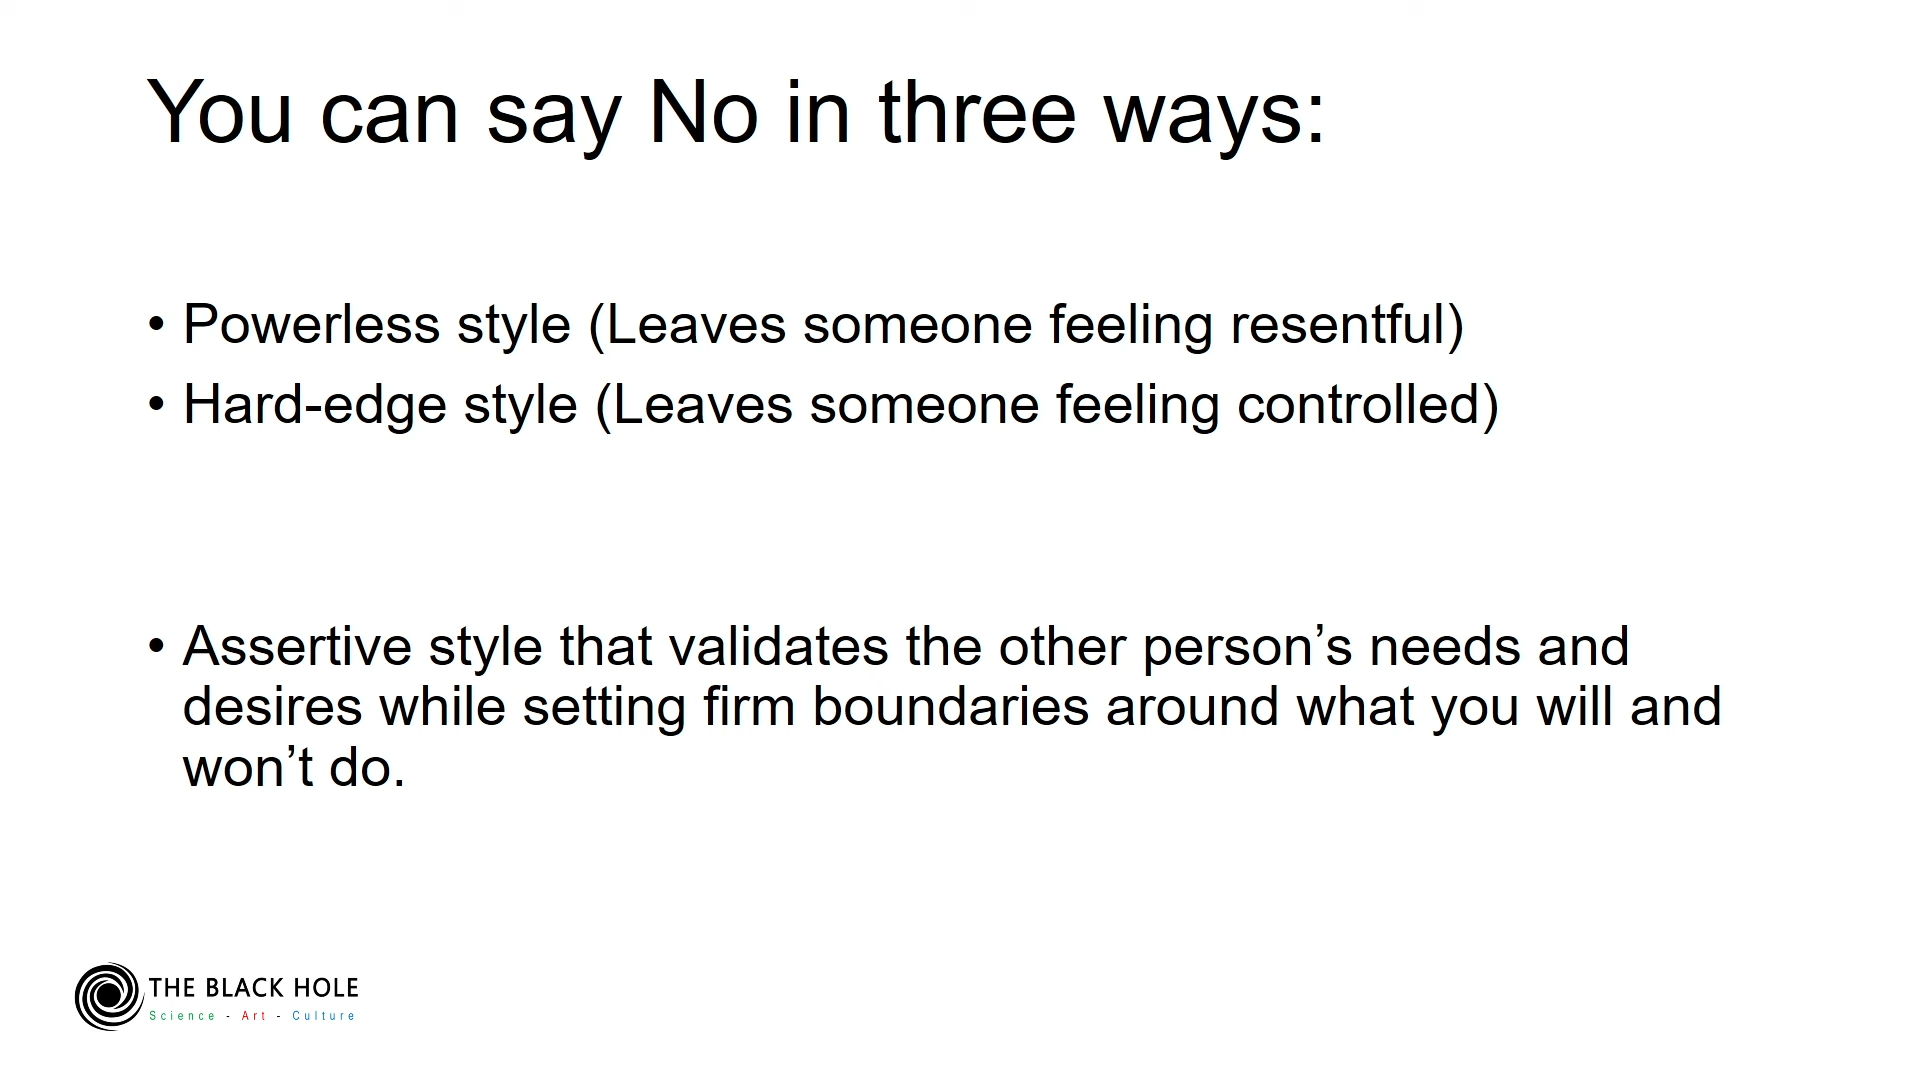 You can say No in three ways:
• Powerless style (Leaves someone feeling resentful)
• Hard-edge style (Leaves someone feeling controlled)
• Assertive style that validates the other person’s needs and
desires while setting firm boundaries around what you will and
won’t do.
THE BLACK HOLE
Science - Art - Culture